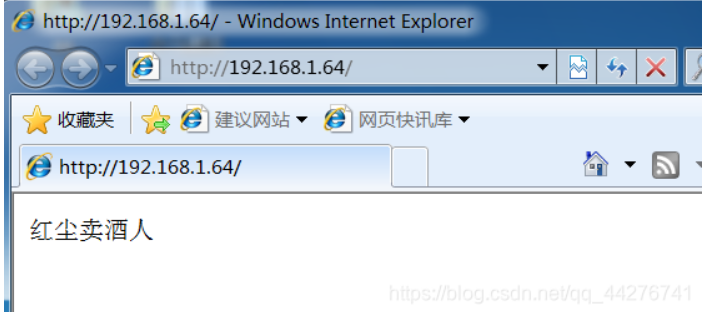 http://192.168.1.64/ - Windows Internet Explorer
http://192.168.1.64/
收藏夹 建议网站 网页快讯库
http://192.168.1.64/
红尘卖酒人
https://blog.csdn.net/qq_44276741